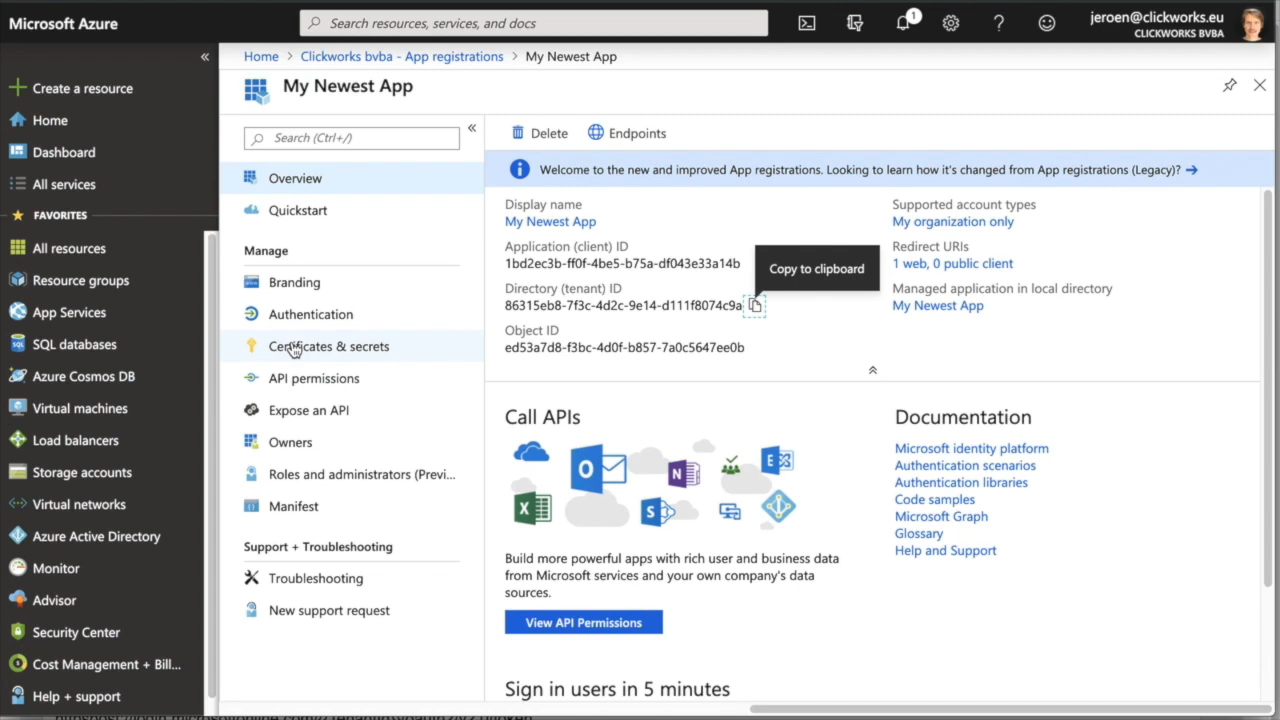 Microsoft Azure
Search resources, services, and docs
1
jeroen@clickworks.eu
CLICKWORKS BVBA
Create a resource
Home
Dashboard
All services
FAVORITES
All resources
Resource groups
App Services
SQL databases
Azure Cosmos DB
Virtual machines
Load balancers
Storage accounts
Virtual networks
Azure Active Directory
Monitor
Advisor
Security Center
Cost Management + Bill...
Help + support
Home > Clickworks bvba - App registrations > My Newest App
My Newest App
Search (Ctrl+/)
Overview
Quickstart
Manage
Branding
Authentication
Certificates & secrets
API permissions
Expose an API
Owners
Roles and administrators (Previ...
Manifest
Support + Troubleshooting
Troubleshooting
New support request
Delete
Endpoints
Welcome to the new and improved App registrations. Looking to learn how it's changed from App registrations (Legacy)?
Display name
My Newest App
Application (client) ID
1bd2ec3b-ff0f-4be5-b75a-df043e33a14b
Directory (tenant) ID
86315eb8-7f3c-4d2c-9e14-d111f8074c9a
Copy to clipboard
Object ID
ed53a7d8-f3bc-4d0f-b857-7a0c5647ee0b
Supported account types
My organization only
Redirect URIs
1 web, 0 public client
Managed application in local directory
My Newest App
Call APIs
Build more powerful apps with rich user and business data
from Microsoft services and your own company's data
sources.
View API Permissions
Documentation
Microsoft identity platform
Authentication scenarios
Authentication libraries
Code samples
Microsoft Graph
Glossary
Help and Support
Sign in users in 5 minutes